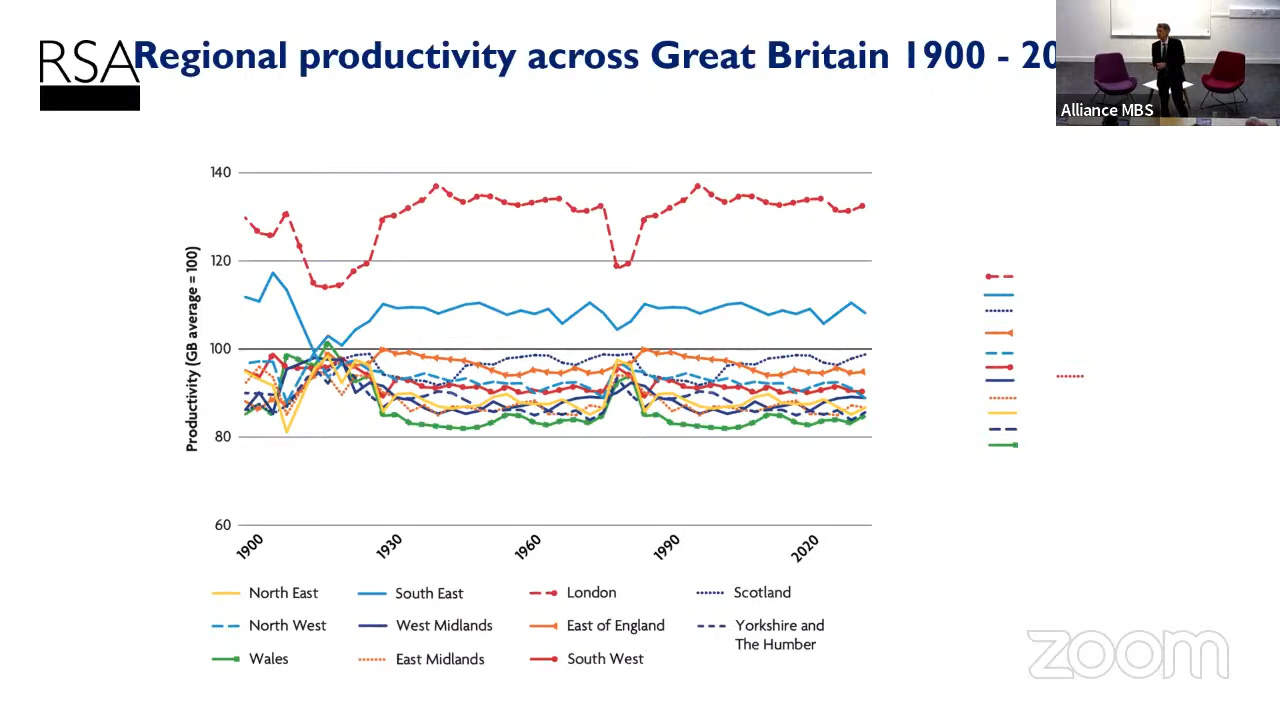 RSA
Regional productivity across Great Britain 1900 - 20
Alliance MBS
Productivity (GB average = 100)
140
120
100
80
60
1900
1930
1960
1990
2020
North East
South East
London
Scotland
North West
West Midlands
East of England
Yorkshire and
The Humber
Wales
East Midlands
South West
zoom